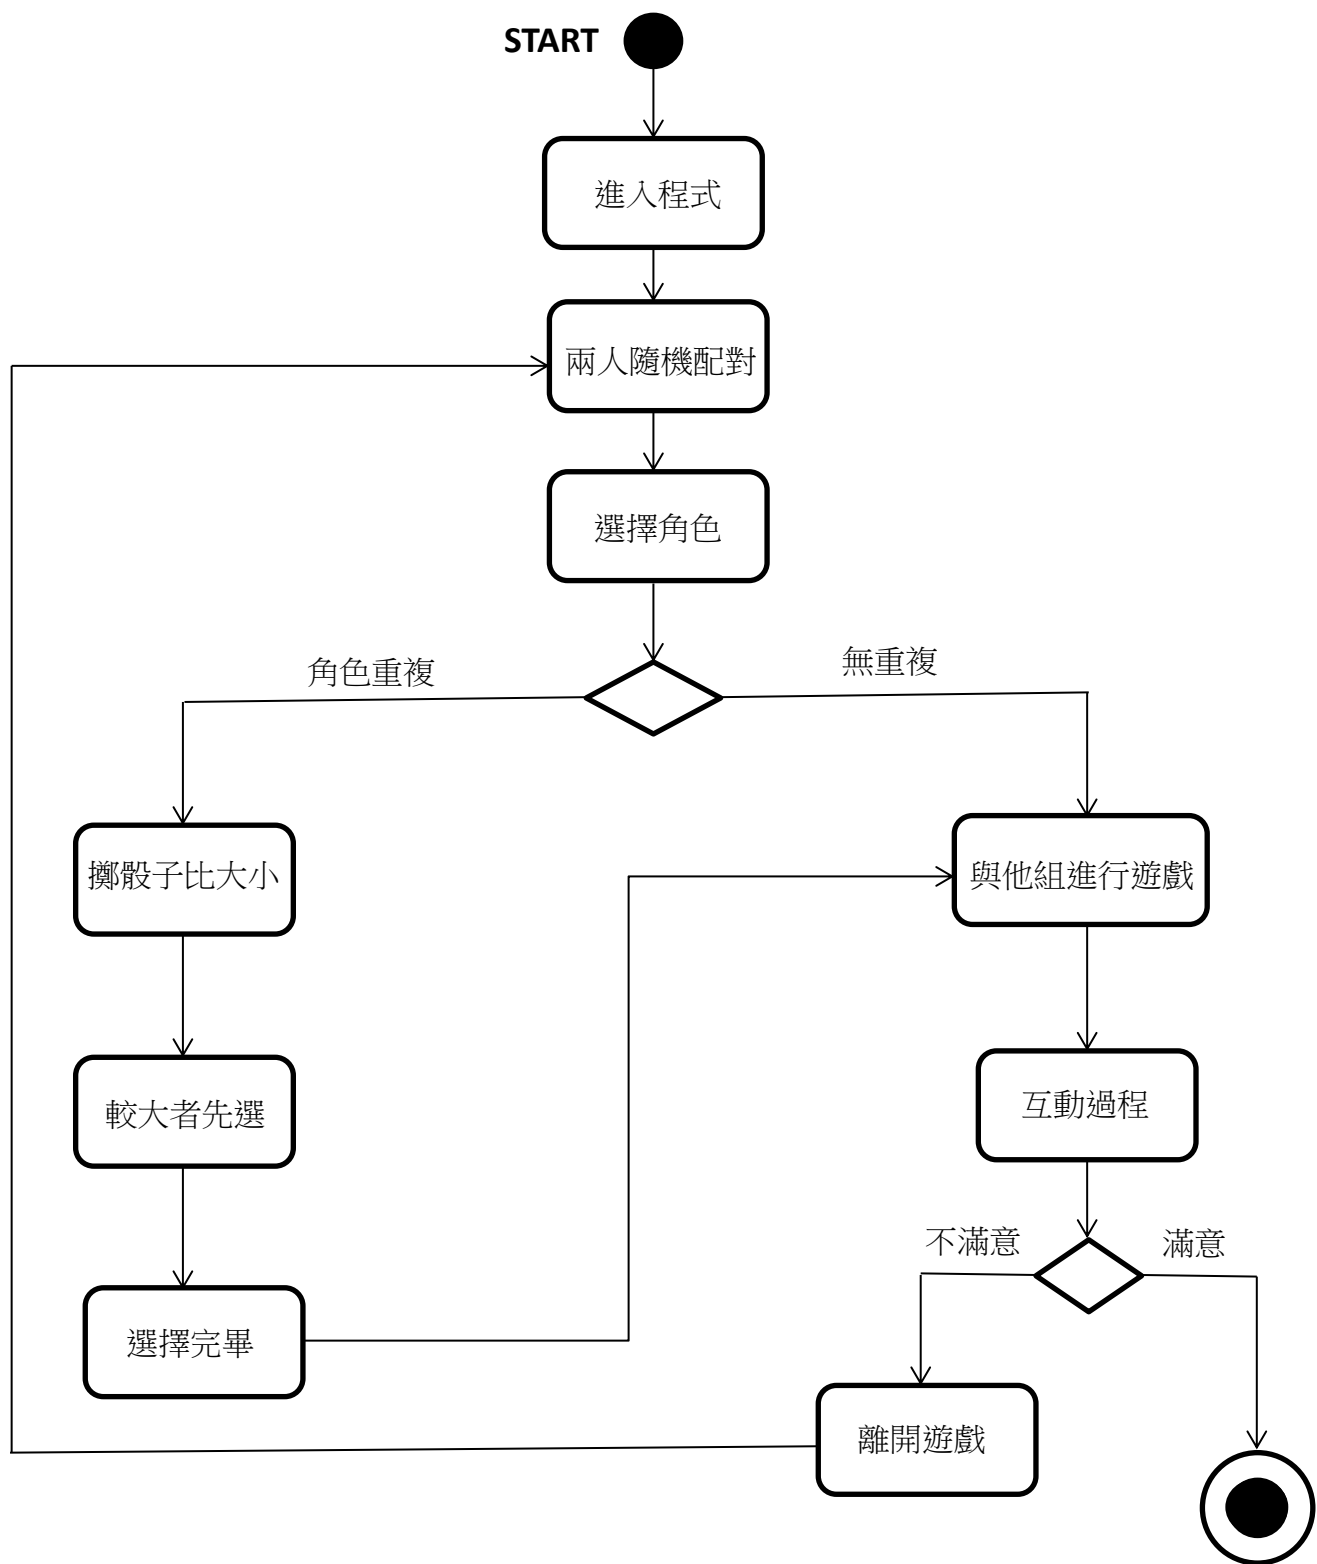 START
進入程式
兩人隨機配對
選擇角色
角色重複
無重複
擲骰子比大小
與他組進行遊戲
較大者先選
互動過程
不滿意
滿意
選擇完畢
離開遊戲